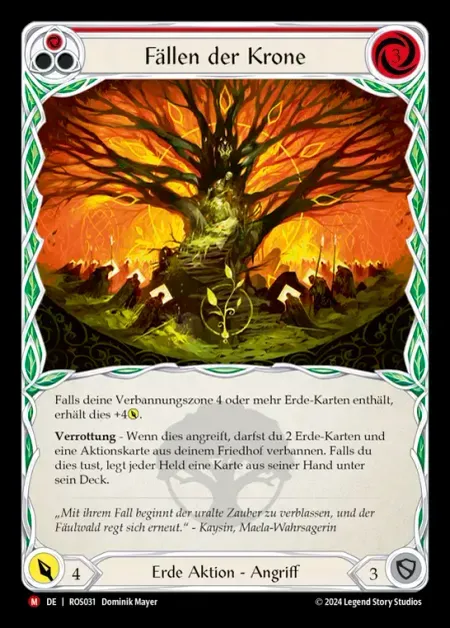 Fällen der Krone
3
Falls deine Verbannungszone 4 oder mehr Erde-Karten enthält,
erhält dies +4.
Verrottung - Wenn dies angreift, darfst du 2 Erde-Karten und
eine Aktionskarte aus deinem Friedhof verbannen. Falls du
dies tust, legt jeder Held eine Karte aus seiner Hand unter
sein Deck.
„Mit ihrem Fall beginnt der uralte Zauber zu verblassen, und der
Fäulwald regt sich erneut.“ - Kaysin, Maela-Wahrsagerin
4
Erde Aktion - Angriff
3
M DE | ROS031 Dominik Mayer
© 2024 Legend Story Studios